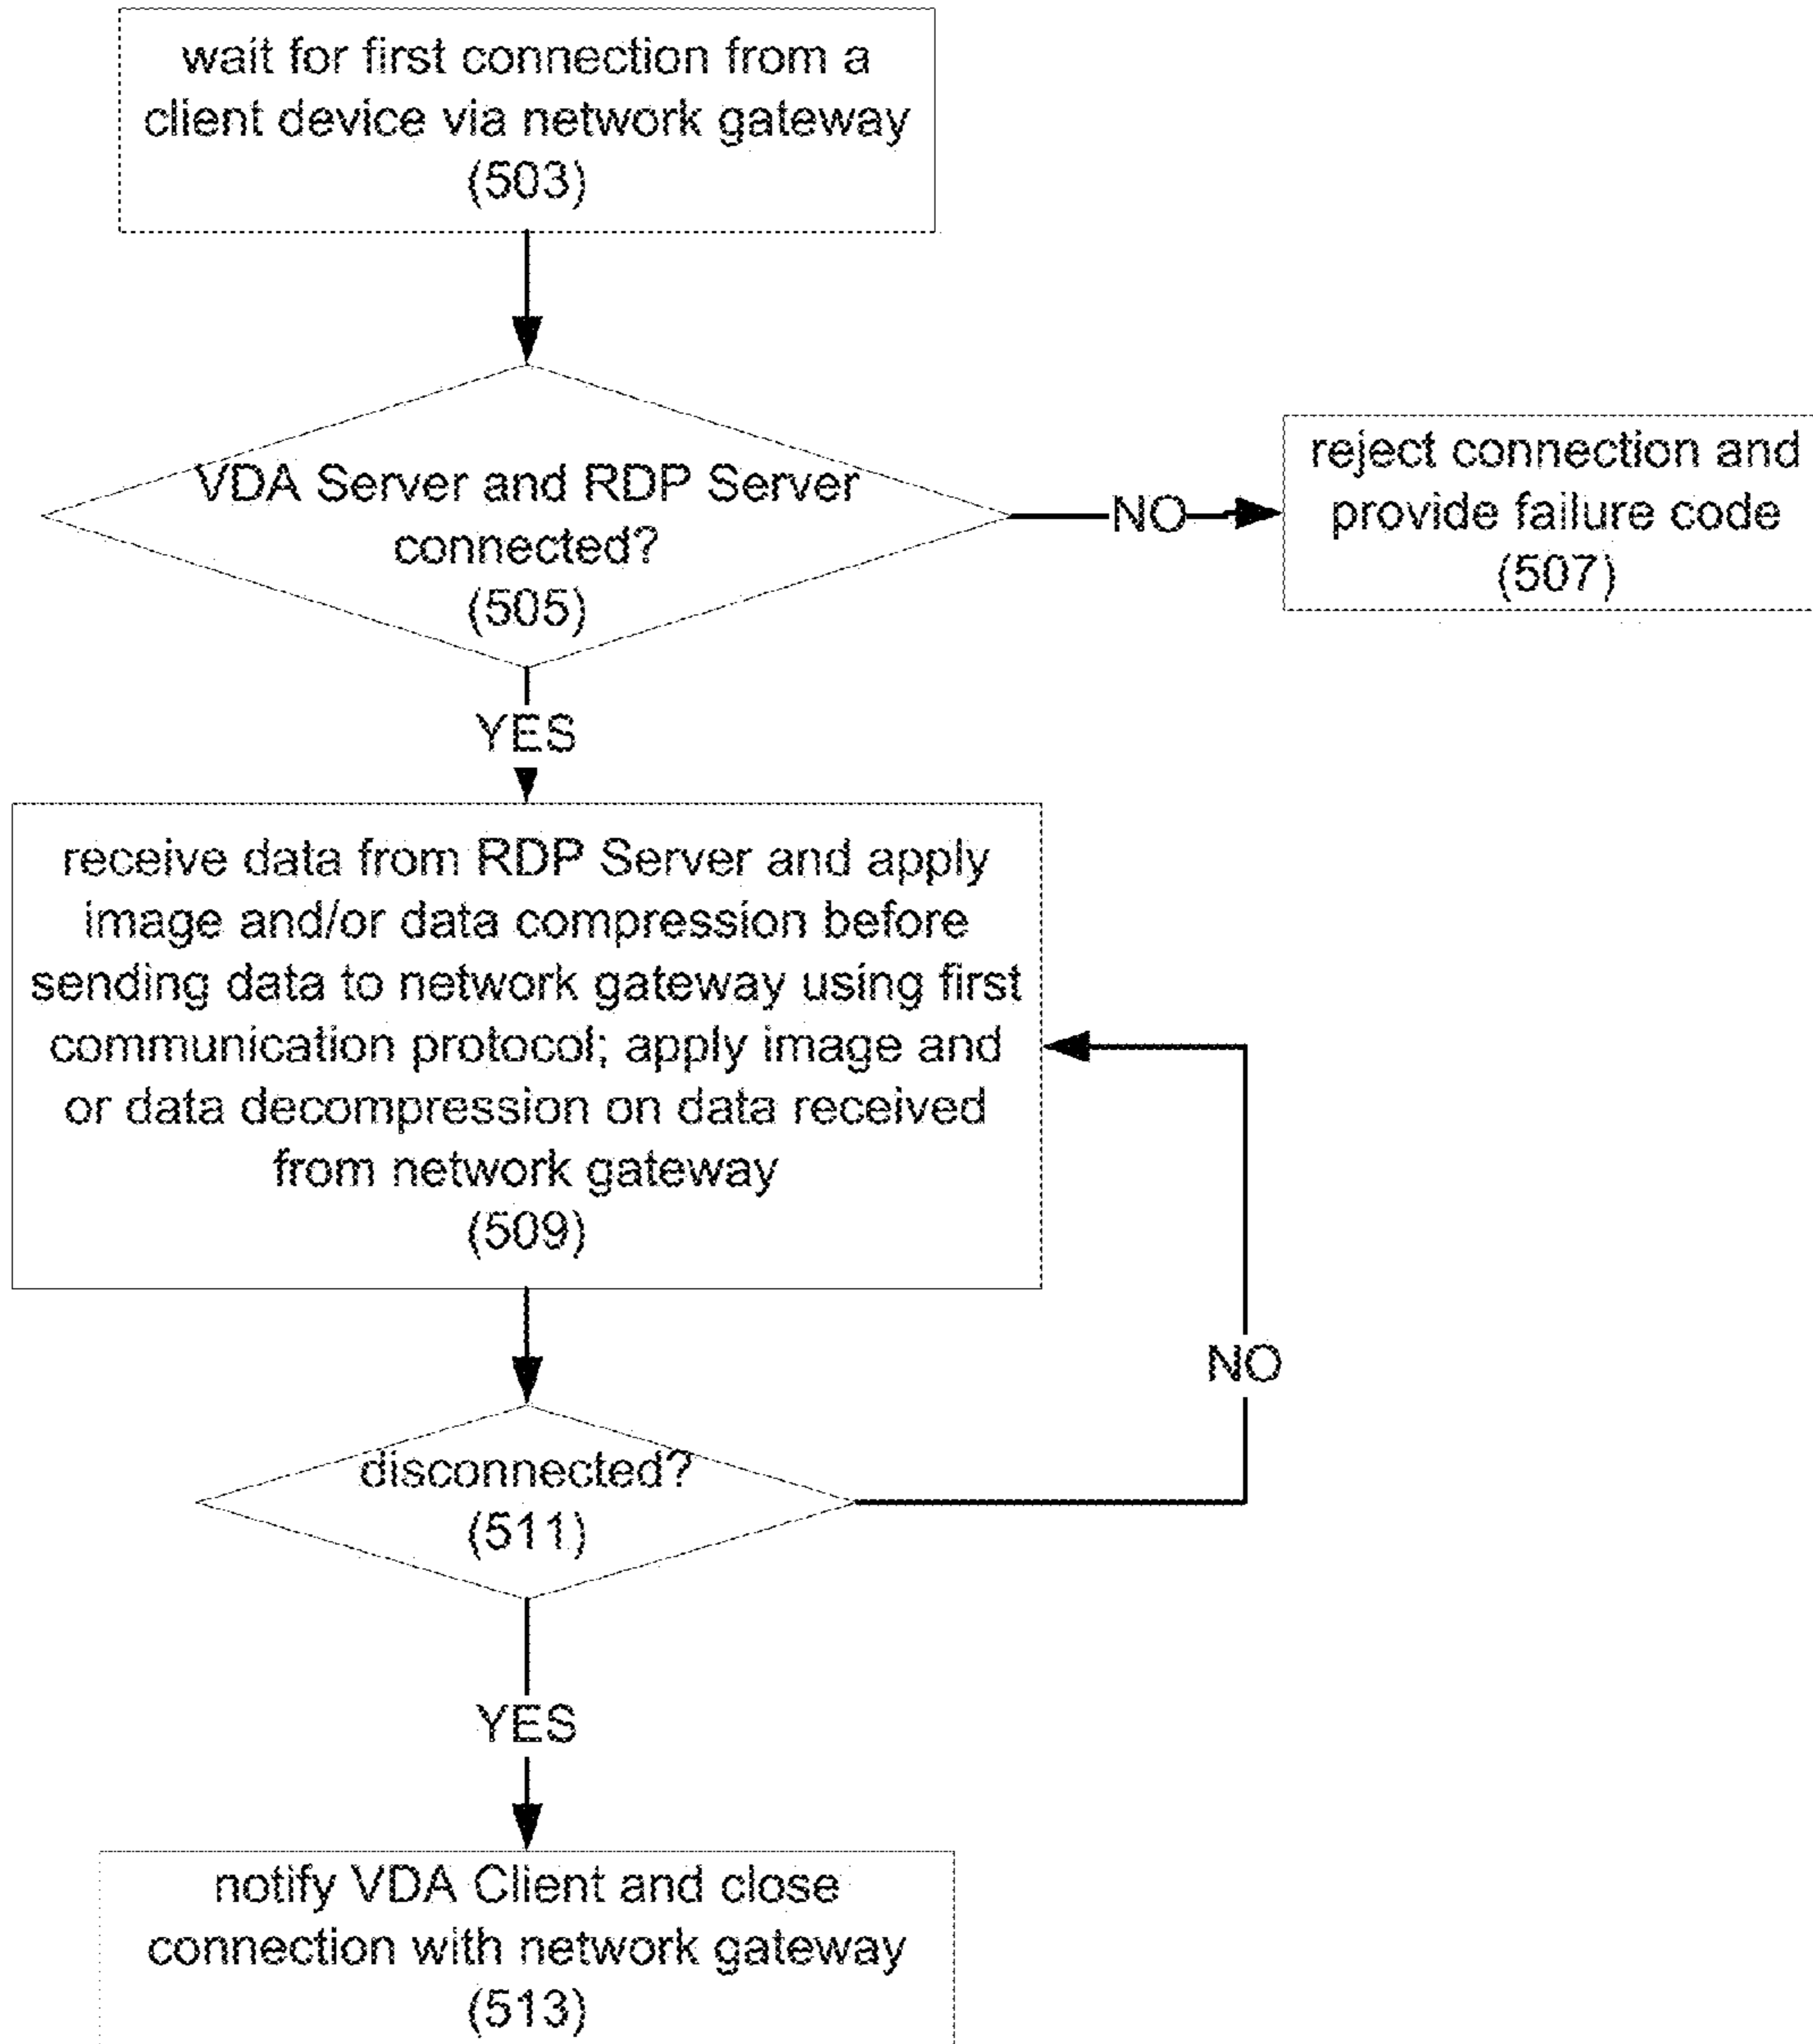 wait for first connection from a
client device via network gateway
(503)
VDA Server and RDP Server
connected?
(505)
NO
reject connection and
provide failure code
(507)
YES
receive data from RDP Server and apply
image and/or data compression before
sending data to network gateway using first
communication protocol; apply image and
or data decompression on data received
from network gateway
(509)
NO
disconnected?
(511)
YES
notify VDA Client and close
connection with network gateway
(513)